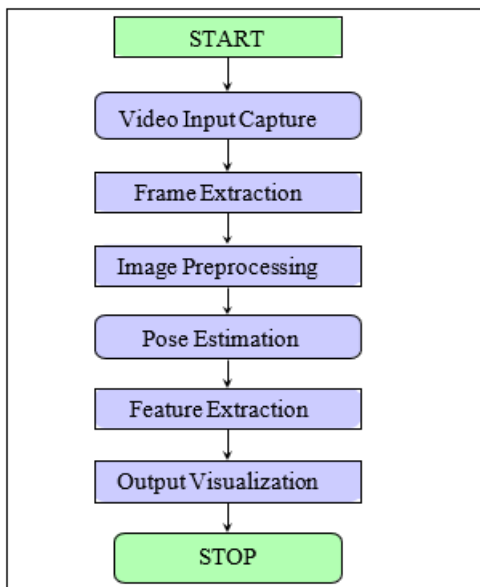 START
Video Input Capture
Frame Extraction
Image Preprocessing
Pose Estimation
Feature Extraction
Output Visualization
STOP